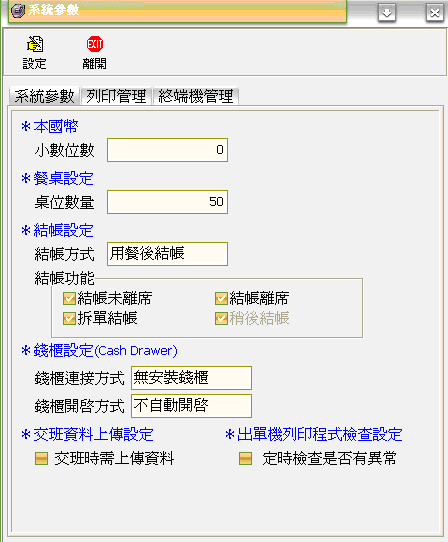 系統參數
EXIT
設定 離開
系統參數 列印管理 終端機管理
*本國幣
小數位數 0
*餐桌設定
桌位數量 50
*結帳設定
結帳方式 用餐後結帳
結帳功能
結帳未離席 結帳離席
拆單結帳 稍後結帳
*錢櫃設定(Cash Drawer)
錢櫃連接方式 無安裝錢櫃
錢櫃開啓方式 不自動開啓
*交班資料上傳設定 *出單機列印程式檢查設定
交班時需上傳資料 定時檢查是否有異常